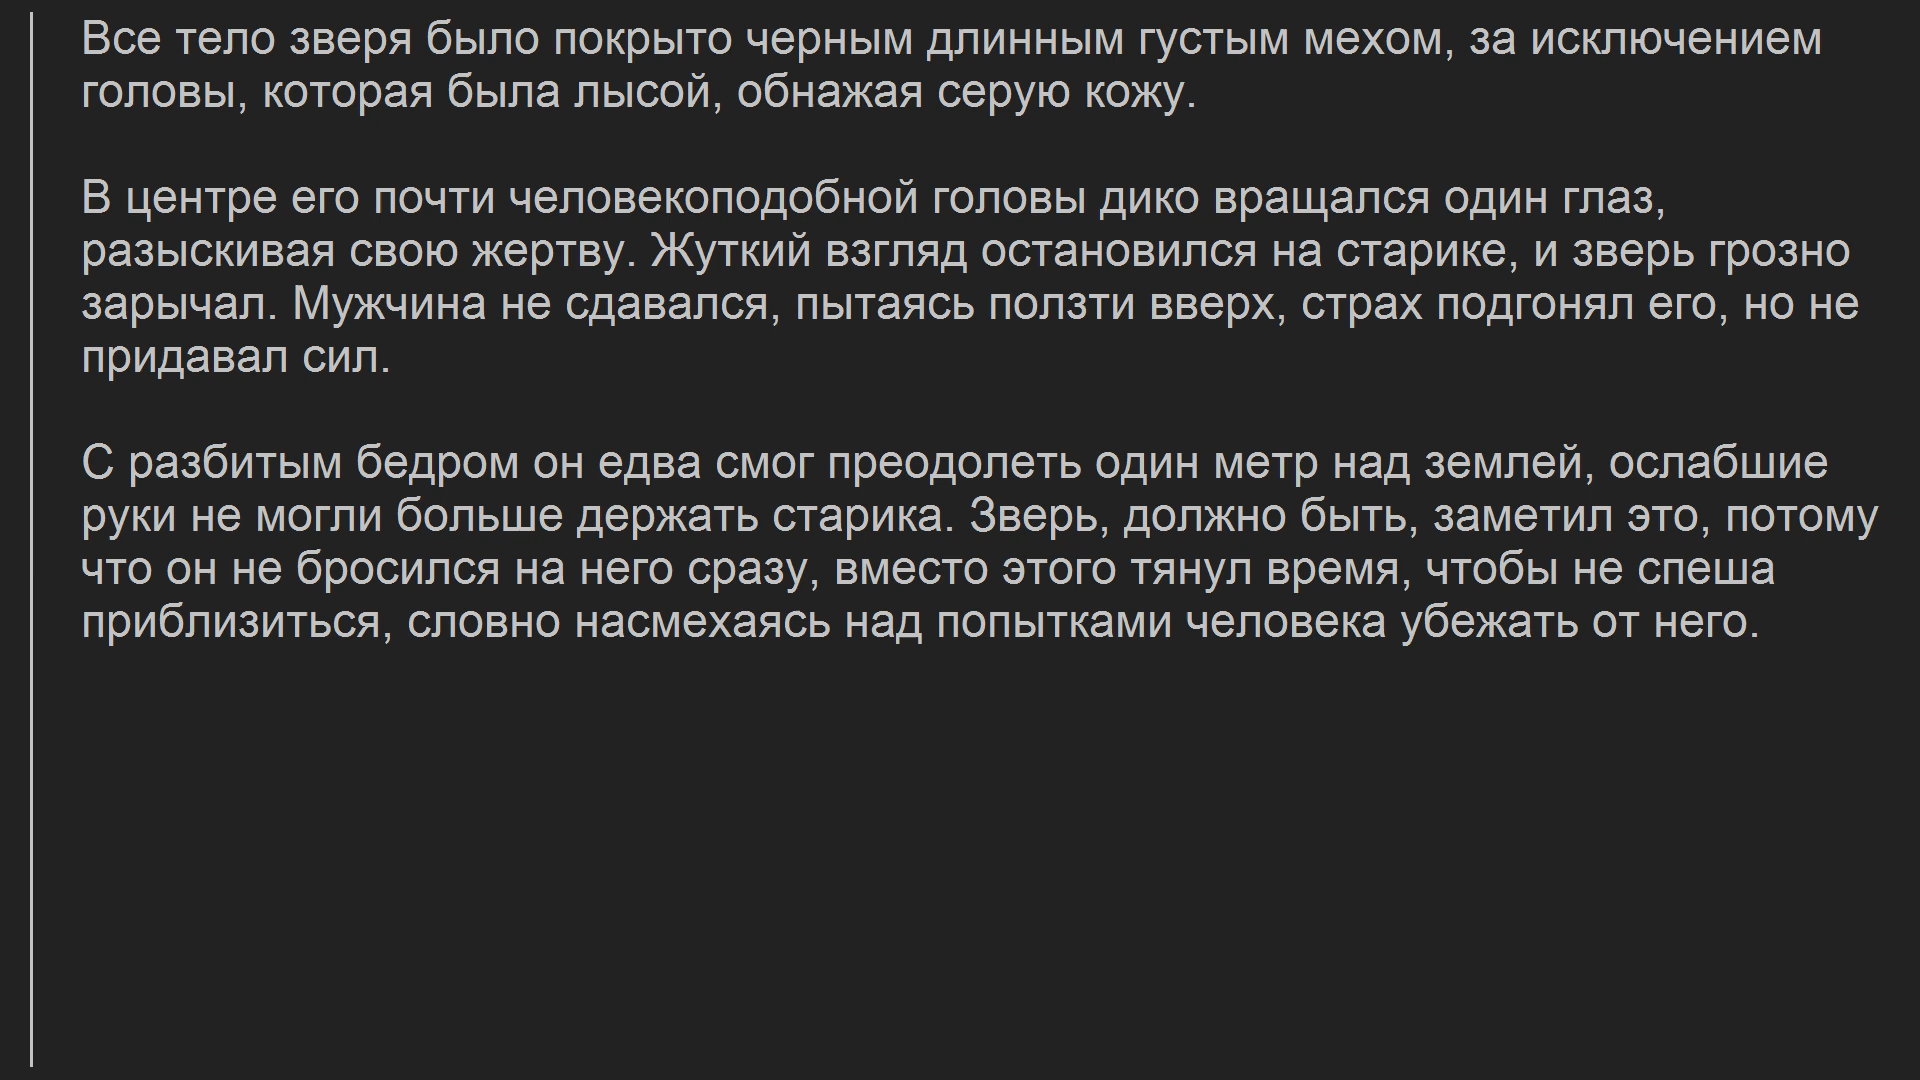 Все тело зверя было покрыто черным длинным густым мехом, за исключением
головы, которая была лысой, обнажая серую кожу.
В центре его почти человекоподобной головы дико вращался один глаз,
разыскивая свою жертву. Жуткий взгляд остановился на старике, и зверь грозно
зарычал. Мужчина не сдавался, пытаясь ползти вверх, страх подгонял его, но не
придавал сил.
С разбитым бедром он едва смог преодолеть один метр над землей, ослабшие
руки не могли больше держать старика. Зверь, должно быть, заметил это, потому
что он не бросился на него сразу, вместо этого тянул время, чтобы не спеша
приблизиться, словно насмехаясь над попытками человека убежать от него.